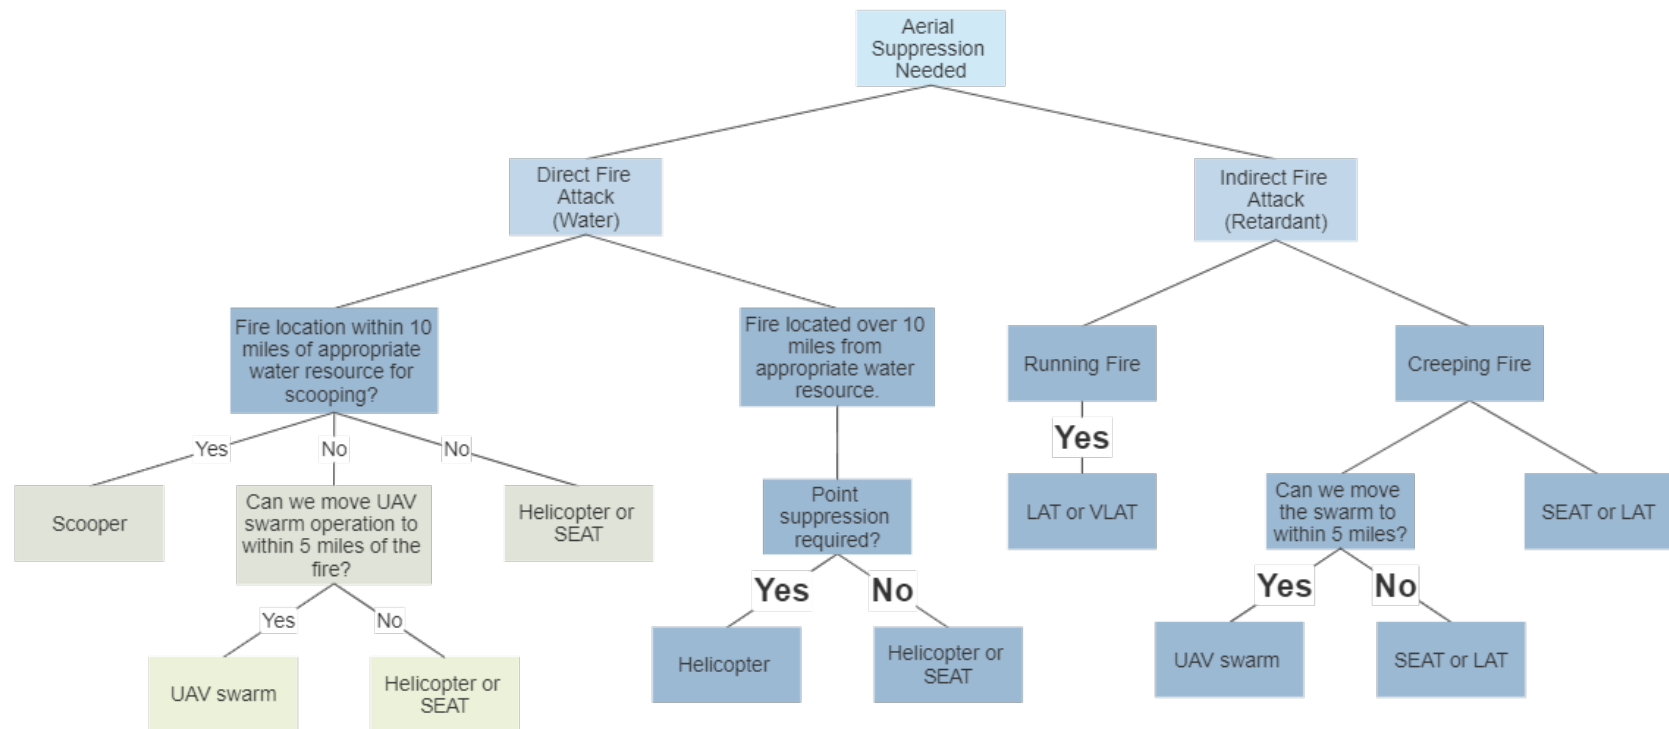 Aerial
Suppression
Needed
Direct Fire
Attack
(Water)
Indirect Fire
Attack
(Retardant)
Fire location within 10
miles of appropriate
water resource for
scooping?
Fire located over 10
miles from
appropriate water
resource.
Running Fire
Creeping Fire
Yes
No
No
Yes
Scooper
Can we move UAV
swarm operation to
within 5 miles of the
fire?
Helicopter or
SEAT
Point
suppression
required?
LAT or VLAT
Can we move
the swarm to
within 5 miles?
SEAT or LAT
Yes
No
Yes
No
Yes
No
UAV swarm
Helicopter or
SEAT
Helicopter
Helicopter or
SEAT
UAV swarm
SEAT or LAT